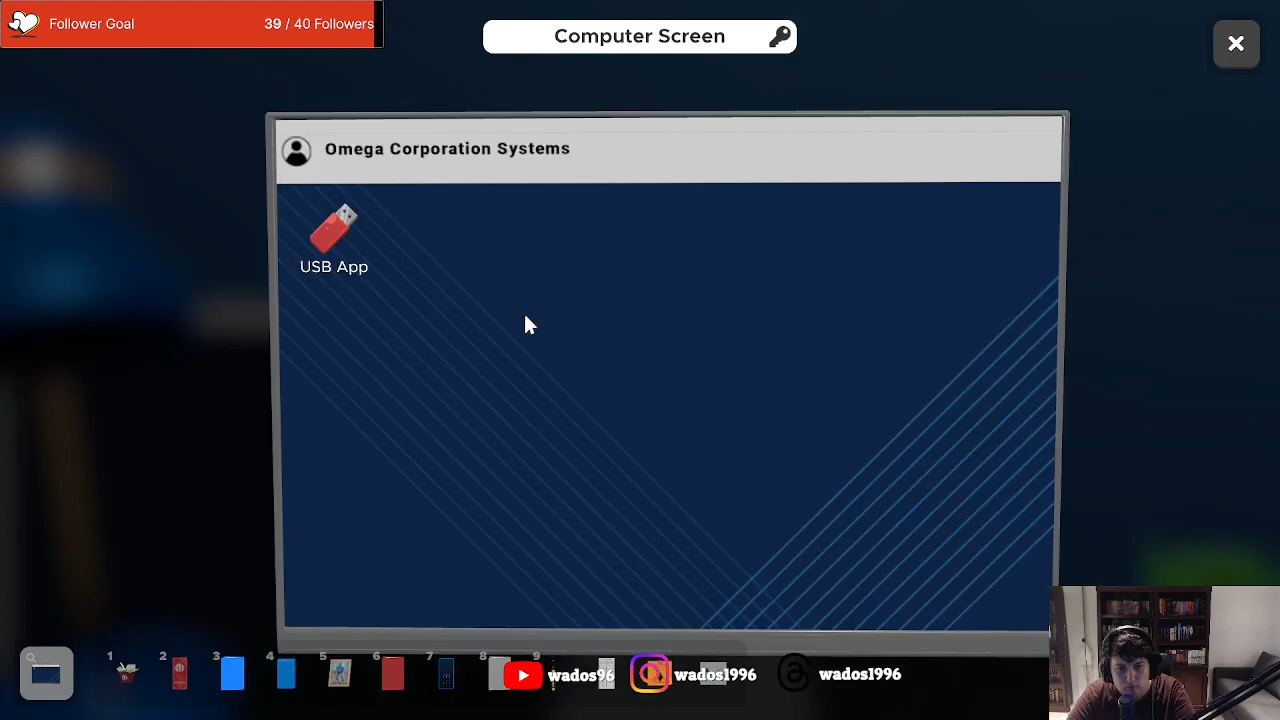 Follower Goal 39 / 40 Followers
Computer Screen
Omega Corporation Systems
USB App
1 2 3 4 5 6 7 8 9
wados96 wados1996 wados1996